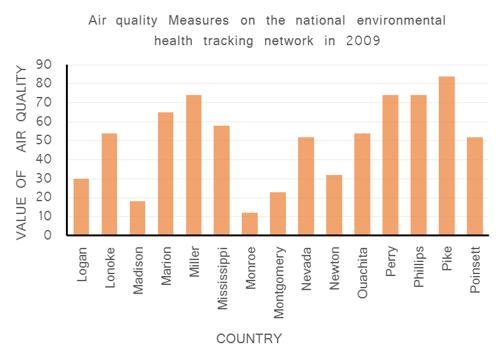 Air quality Measures on the national environmental
health tracking network in 2009
VALUE OF AIR QUALITY
90
80
70
60
50
40
30
20
10
0
Logan
Lonoke
Madison
Marion
Miller
Mississippi
Monroe
Montgomery
Nevada
Newton
Ouachita
Perry
Phillips
Pike
Poinsett
COUNTRY